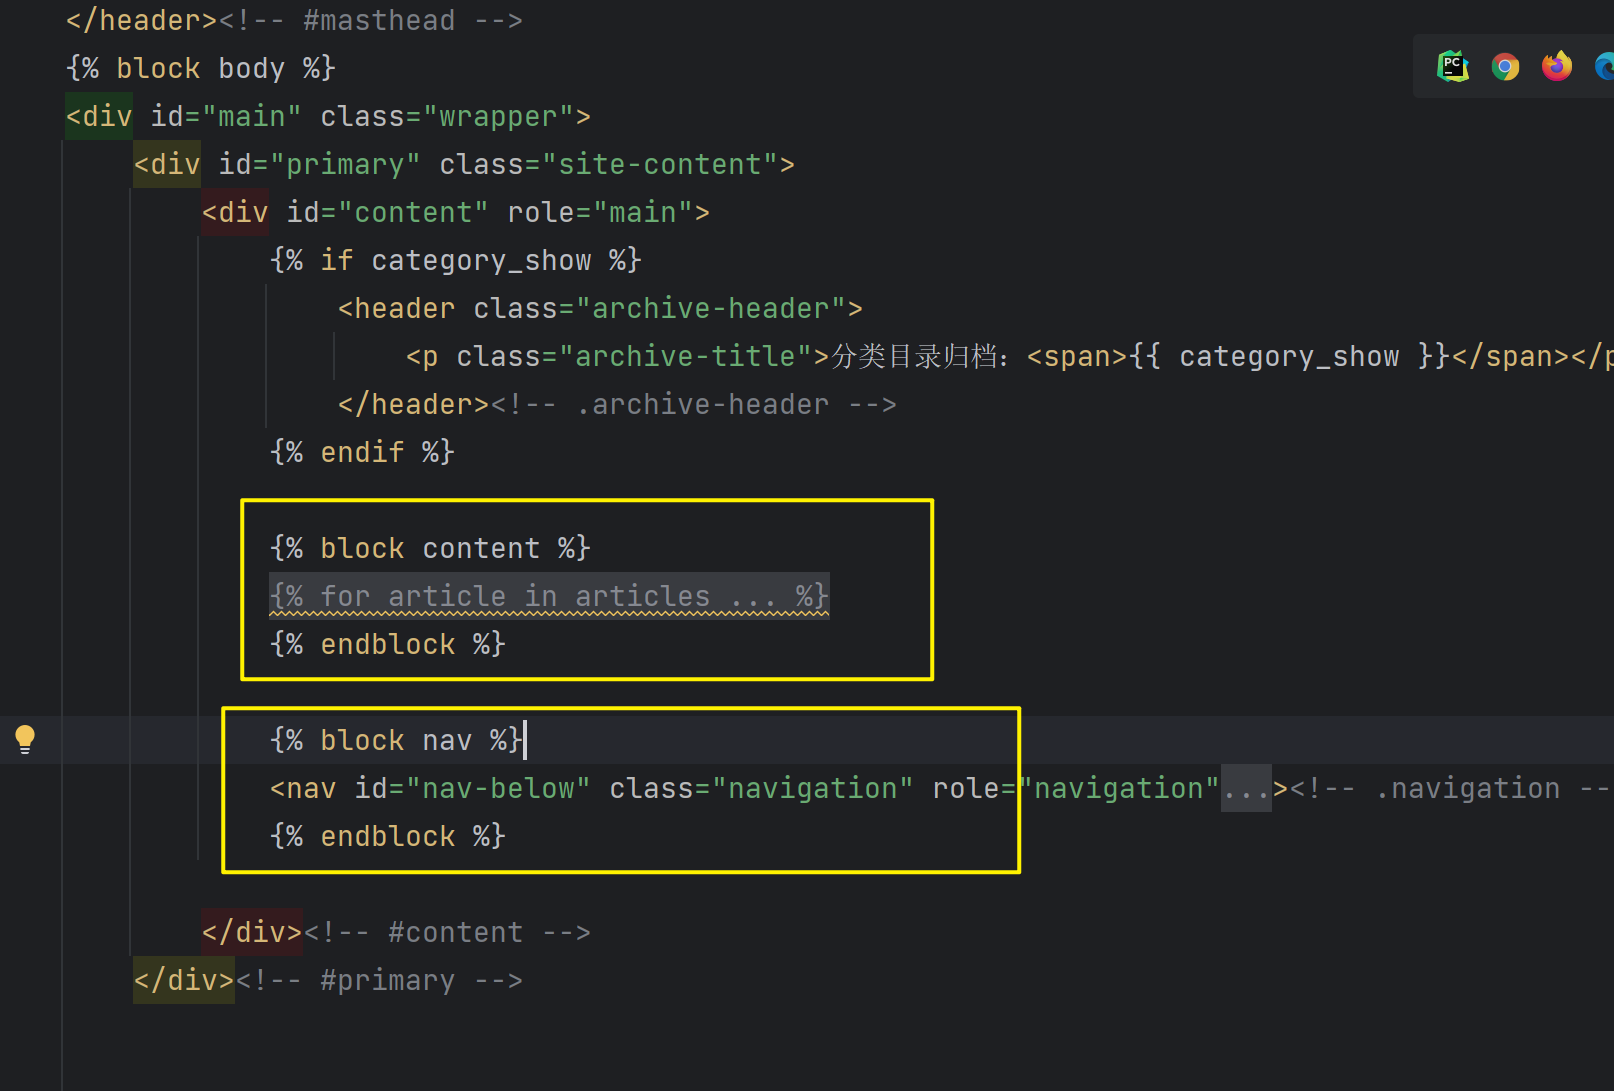 </header><!-- #masthead -->
{% block body %}
<div id="main" class="wrapper">
<div id="primary" class="site-content">
<div id="content" role="main">
{% if category_show %}
<header class="archive-header">
<p class="archive-title">分类目录归档：<span>{{ category_show }}</span></p
</header><!-- .archive-header -->
{% endif %}
{% block content %}
{% for article in articles ... %}
{% endblock %}
{% block nav %}
<nav id="nav-below" class="navigation" role="navigation"...><!-- .navigation --
{% endblock %}
</div><!-- #content -->
</div><!-- #primary -->
PC